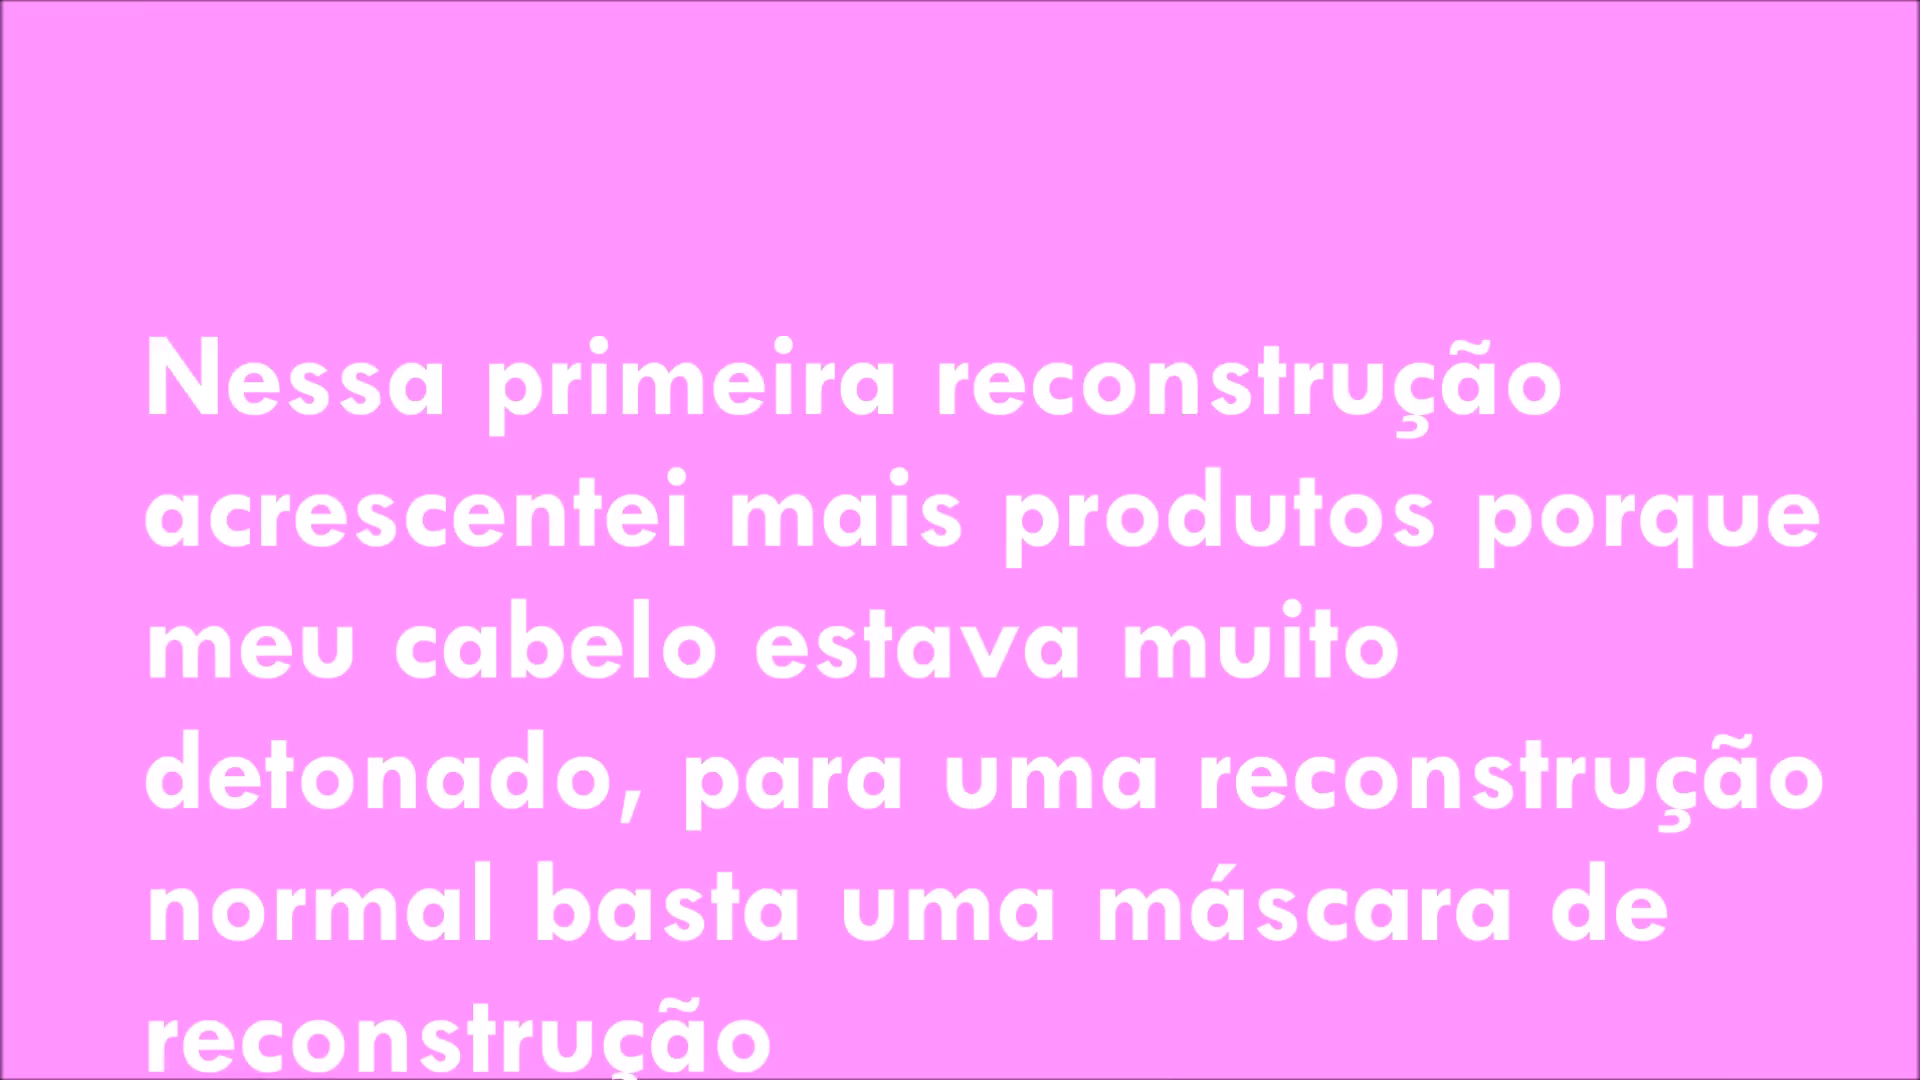 Nessa primeira reconstrução
acrescentei mais produtos porque
meu cabelo estava muito
detonado, para uma reconstrução
normal basta uma máscara de
reconstrução